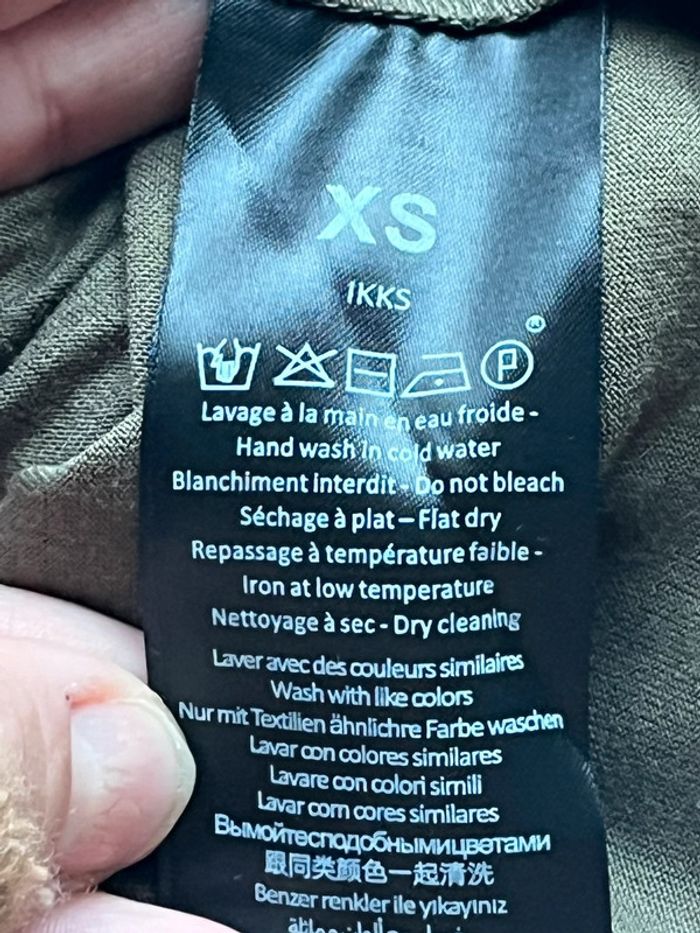 XS
IKKS
P
Lavage à la main en eau froide -
Hand wash in cold water
Blanchiment interdit - Do not bleach
Séchage à plat – Flat dry
Repassage à température faible -
Iron at low temperature
Nettoyage à sec - Dry cleaning
Laver avec des couleurs similaires
Wash with like colors
Nur mit Textilien ähnlichre Farbe waschen
Lavar con colores similares
Lavare con colori simili
Lavar com cores similares
Вымойтесподобнымицветами
跟同类颜色一起清洗
Benzer renkler ile yıkayınız